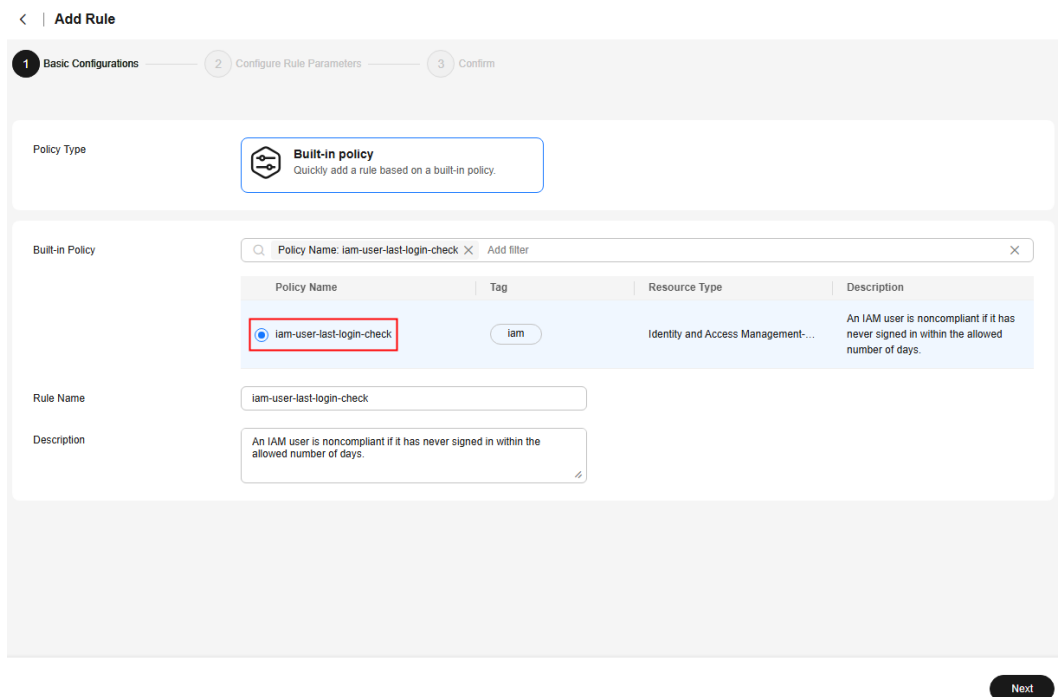 Add Rule
1 Basic Configurations 2 Configure Rule Parameters 3 Confirm
Policy Type
Built-in policy
Quickly add a rule based on a built-in policy.
Built-in Policy
Policy Name: iam-user-last-login-check Add filter
Policy Name Tag Resource Type Description
iam-user-last-login-check iam Identity and Access Management-... An IAM user is noncompliant if it has
never signed in within the allowed
number of days.
Rule Name
iam-user-last-login-check
Description
An IAM user is noncompliant if it has never signed in within the
allowed number of days.
Next